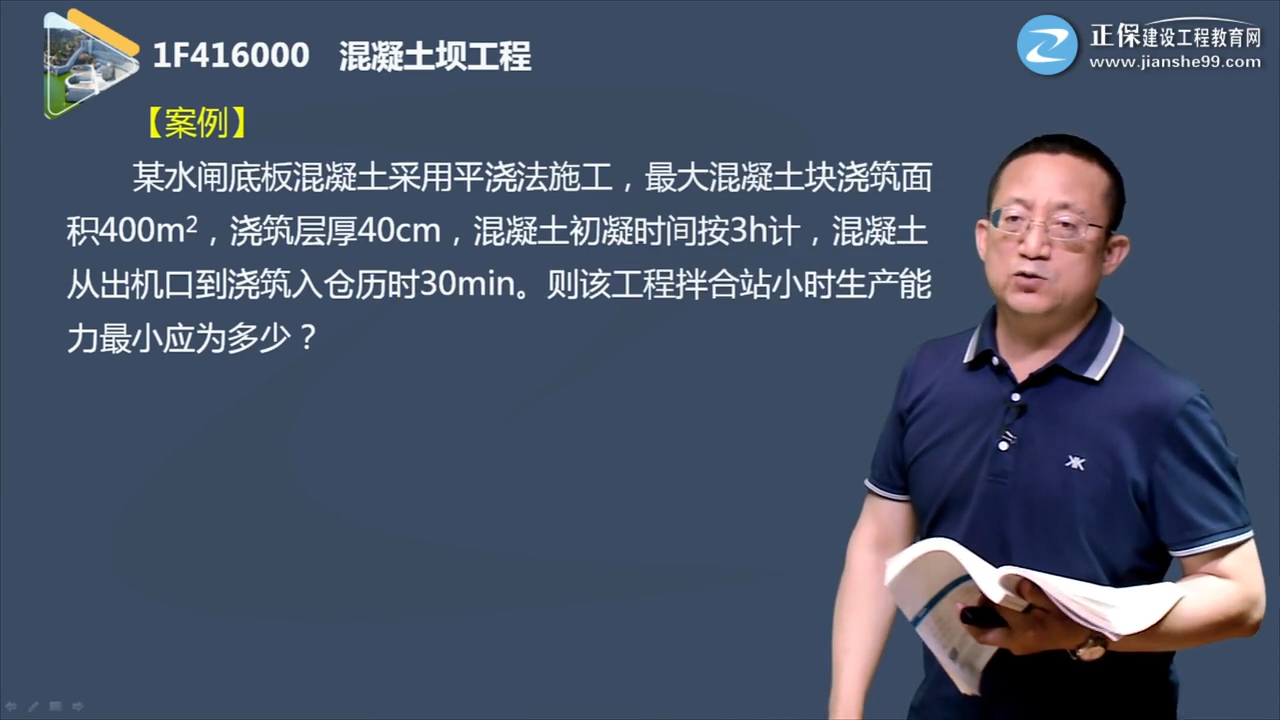 1F416000 混凝土坝工程
正保建设工程教育网
www.jianshe99.com
【案例】
某水闸底板混凝土采用平浇法施工，最大混凝土块浇筑面
积400m²，浇筑层厚40cm，混凝土初凝时间按3h计，混凝土
从出机口到浇筑入仓历时30min。则该工程拌合站小时生产能
力最小应为多少？